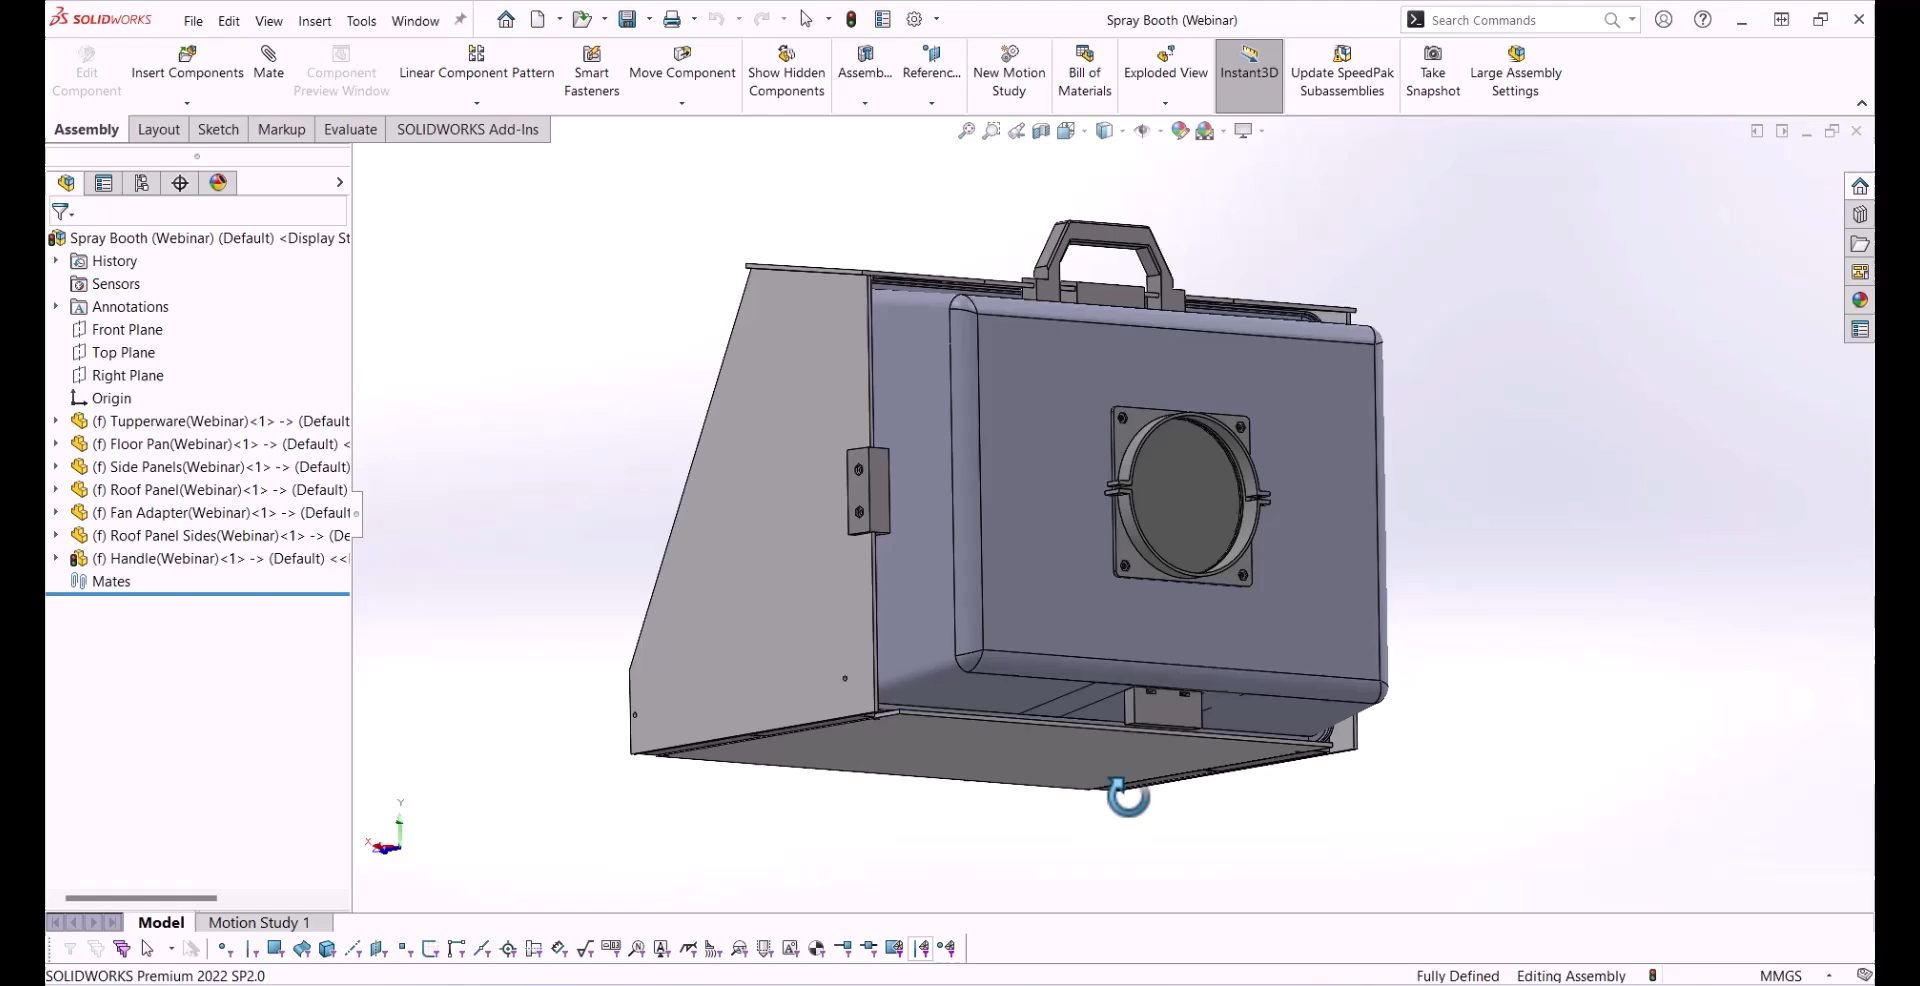 SOLIDWORKS File Edit View Insert Tools Window Spray Booth (Webinar) Search Commands
Edit Component
Insert Components
Mate
Component Preview Window
Linear Component Pattern
Smart Fasteners
Move Component
Show Hidden Components
Assemb...
Referenc...
New Motion Study
Bill of Materials
Exploded View
Instant3D
Update SpeedPak Subassemblies
Take Snapshot
Large Assembly Settings
Assembly Layout Sketch Markup Evaluate SOLIDWORKS Add-Ins
Spray Booth (Webinar) (Default) <Display St
History
Sensors
Annotations
Front Plane
Top Plane
Right Plane
Origin
(f) Tupperware(Webinar)<1> -> (Default
(f) Floor Pan(Webinar)<1> -> (Default) <
(f) Side Panels(Webinar)<1> -> (Default)
(f) Roof Panel(Webinar)<1> -> (Default)
(f) Fan Adapter(Webinar)<1> -> (Default
(f) Roof Panel Sides(Webinar)<1> -> (De
(f) Handle(Webinar)<1> -> (Default) <<
Mates
Y
X
Model Motion Study 1
SOLIDWORKS Premium 2022 SP2.0 Fully Defined Editing Assembly MMGS